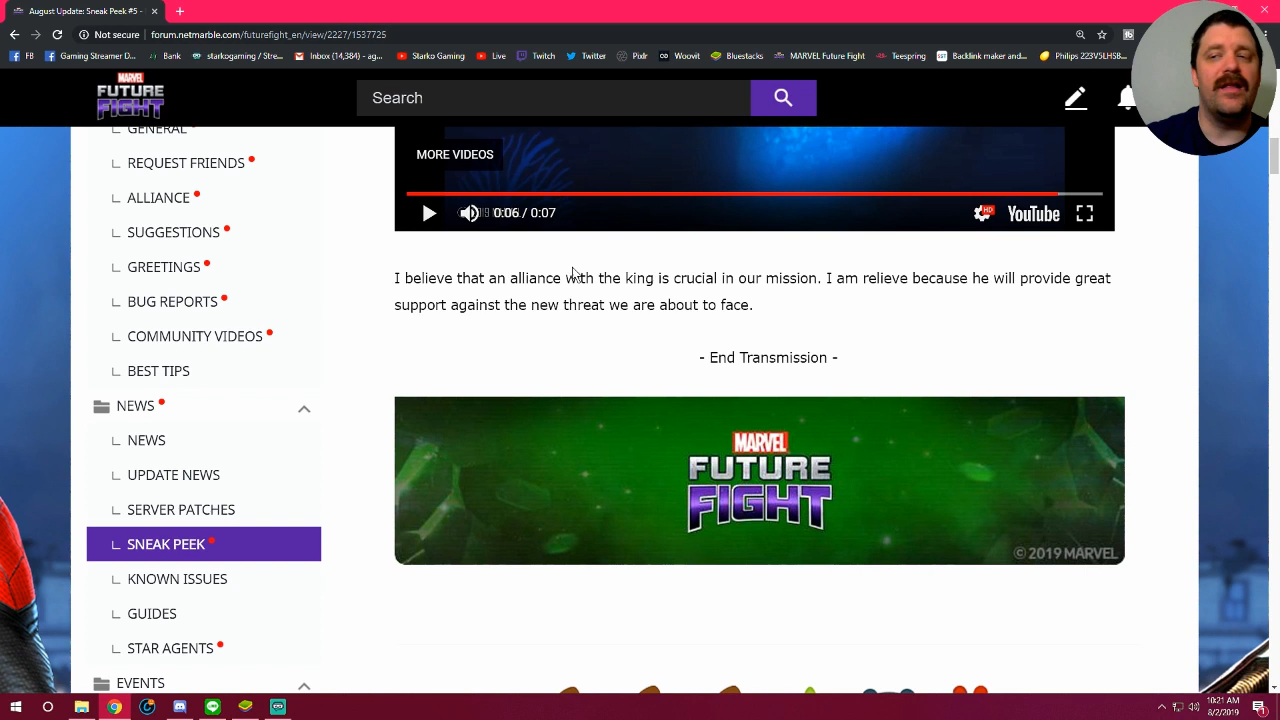 August Update: Sneak Peek #5 -
Not secure | forum.netmarble.com/futurefight_en/view/2227/1537725
FB
Gaming Streamer D...
Bank
starkogaming / Stre...
Inbox (14,384) - ag...
Starko Gaming
Live
Twitch
Twitter
Pixlr
Woovit
Bluestacks
MARVEL Future Fight
Teespring
Backlink maker and...
Philips 223V5LHSB...
MARVEL
FUTURE
FIGHT
Search
GENERAL
REQUEST FRIENDS
ALLIANCE
SUGGESTIONS
GREETINGS
BUG REPORTS
COMMUNITY VIDEOS
BEST TIPS
NEWS
NEWS
UPDATE NEWS
SERVER PATCHES
SNEAK PEEK
KNOWN ISSUES
GUIDES
STAR AGENTS
EVENTS
MORE VIDEOS
0:06 / 0:07
HD
YouTube
I believe that an alliance with the king is crucial in our mission. I am relieve because he will provide great
support against the new threat we are about to face.
- End Transmission -
MARVEL
FUTURE
FIGHT
© 2019 MARVEL
10:21 AM
8/2/2019
1